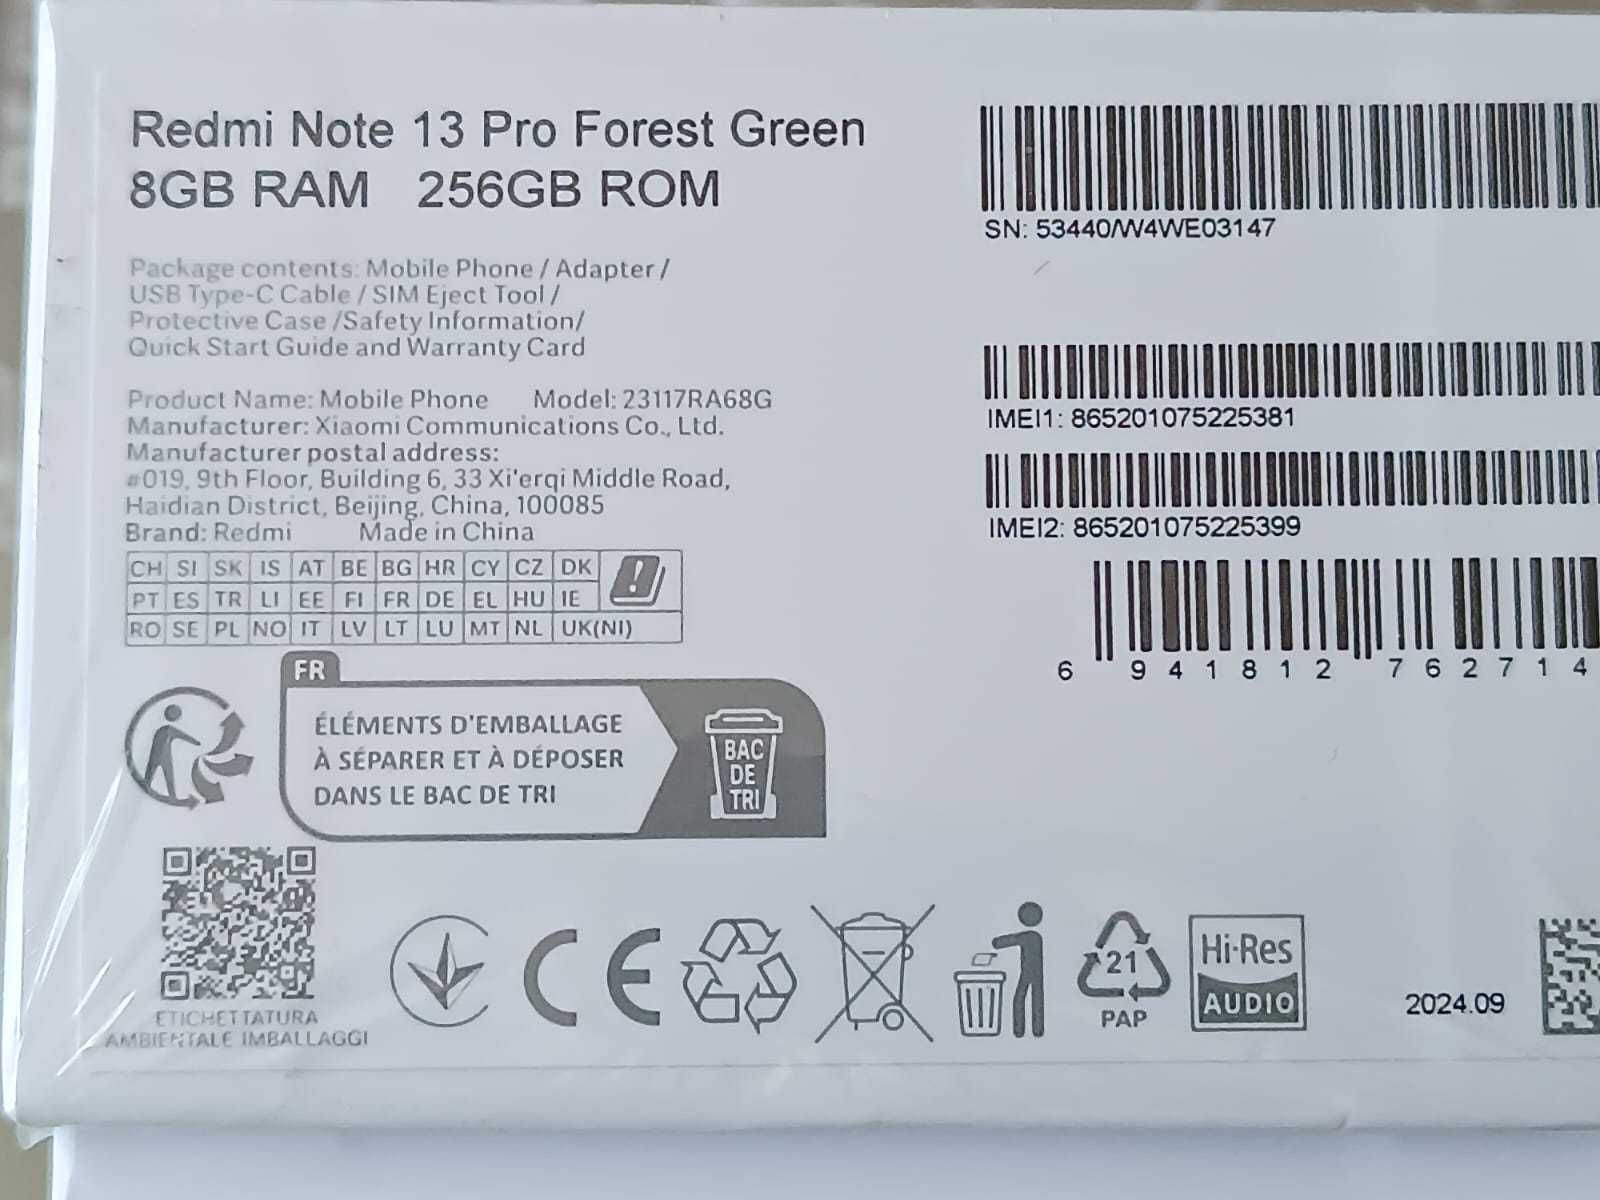 Redmi Note 13 Pro Forest Green
8GB RAM 256GB ROM
Package contents: Mobile Phone / Adapter /
USB Type-C Cable / SIM Eject Tool /
Protective Case /Safety Information/
Quick Start Guide and Warranty Card
Product Name: Mobile Phone Model: 23117RA68G
Manufacturer: Xiaomi Communications Co., Ltd.
Manufacturer postal address:
#019, 9th Floor, Building 6, 33 Xi'erqi Middle Road,
Haidian District, Beijing, China, 100085
Brand: Redmi Made in China
CH SI SK IS AT BE BG HR CY CZ DK
PT ES TR LI EE FI FR DE EL HU IE
RO SE PL NO IT LV LT LU MT NL UK(NI)
FR
ÉLÉMENTS D'EMBALLAGE
À SÉPARER ET À DÉPOSER
DANS LE BAC DE TRI
BAC
DE
TRI
ETICHETTATURA
AMBIENTALE IMBALLAGGI
CE
21
PAP
Hi-Res
AUDIO
SN: 53440/W4WE03147
IMEI1: 865201075225381
IMEI2: 865201075225399
6 941812 762714
2024.09